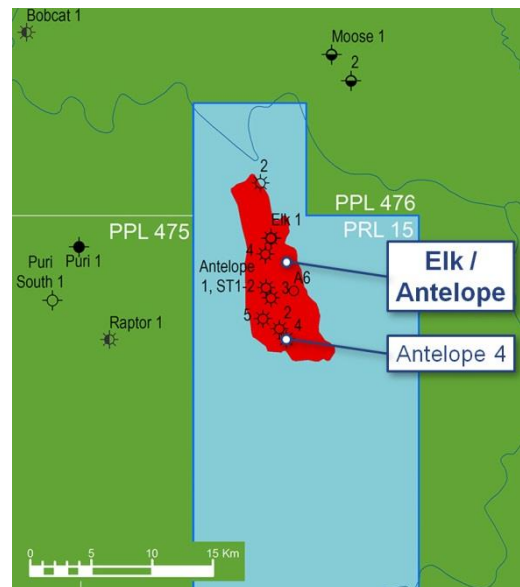 Bobcat 1
Moose 1
2
2
PPL 476
PPL 475
Elk 1
PRL 15
4
Elk /
Antelope
Puri
Puri 1
South 1
Antelope
1, ST1-2
3
A6
5
2
4
Raptor 1
Antelope 4
0 5 10 15 Km